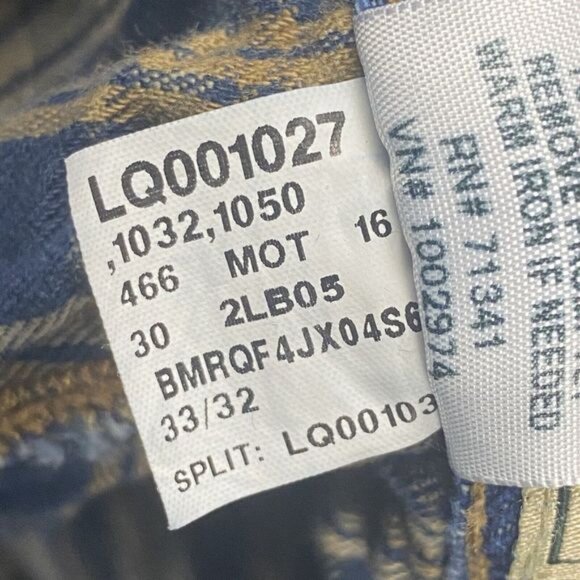 LQ001027
,1032,1050
466 MOT 16
30 2LB05
BMRQF4JX04S6
33/32
SPLIT: LQ00103
REMOVE
WARM IRON IF NEEDED
RN# 71341
VN# 1002974